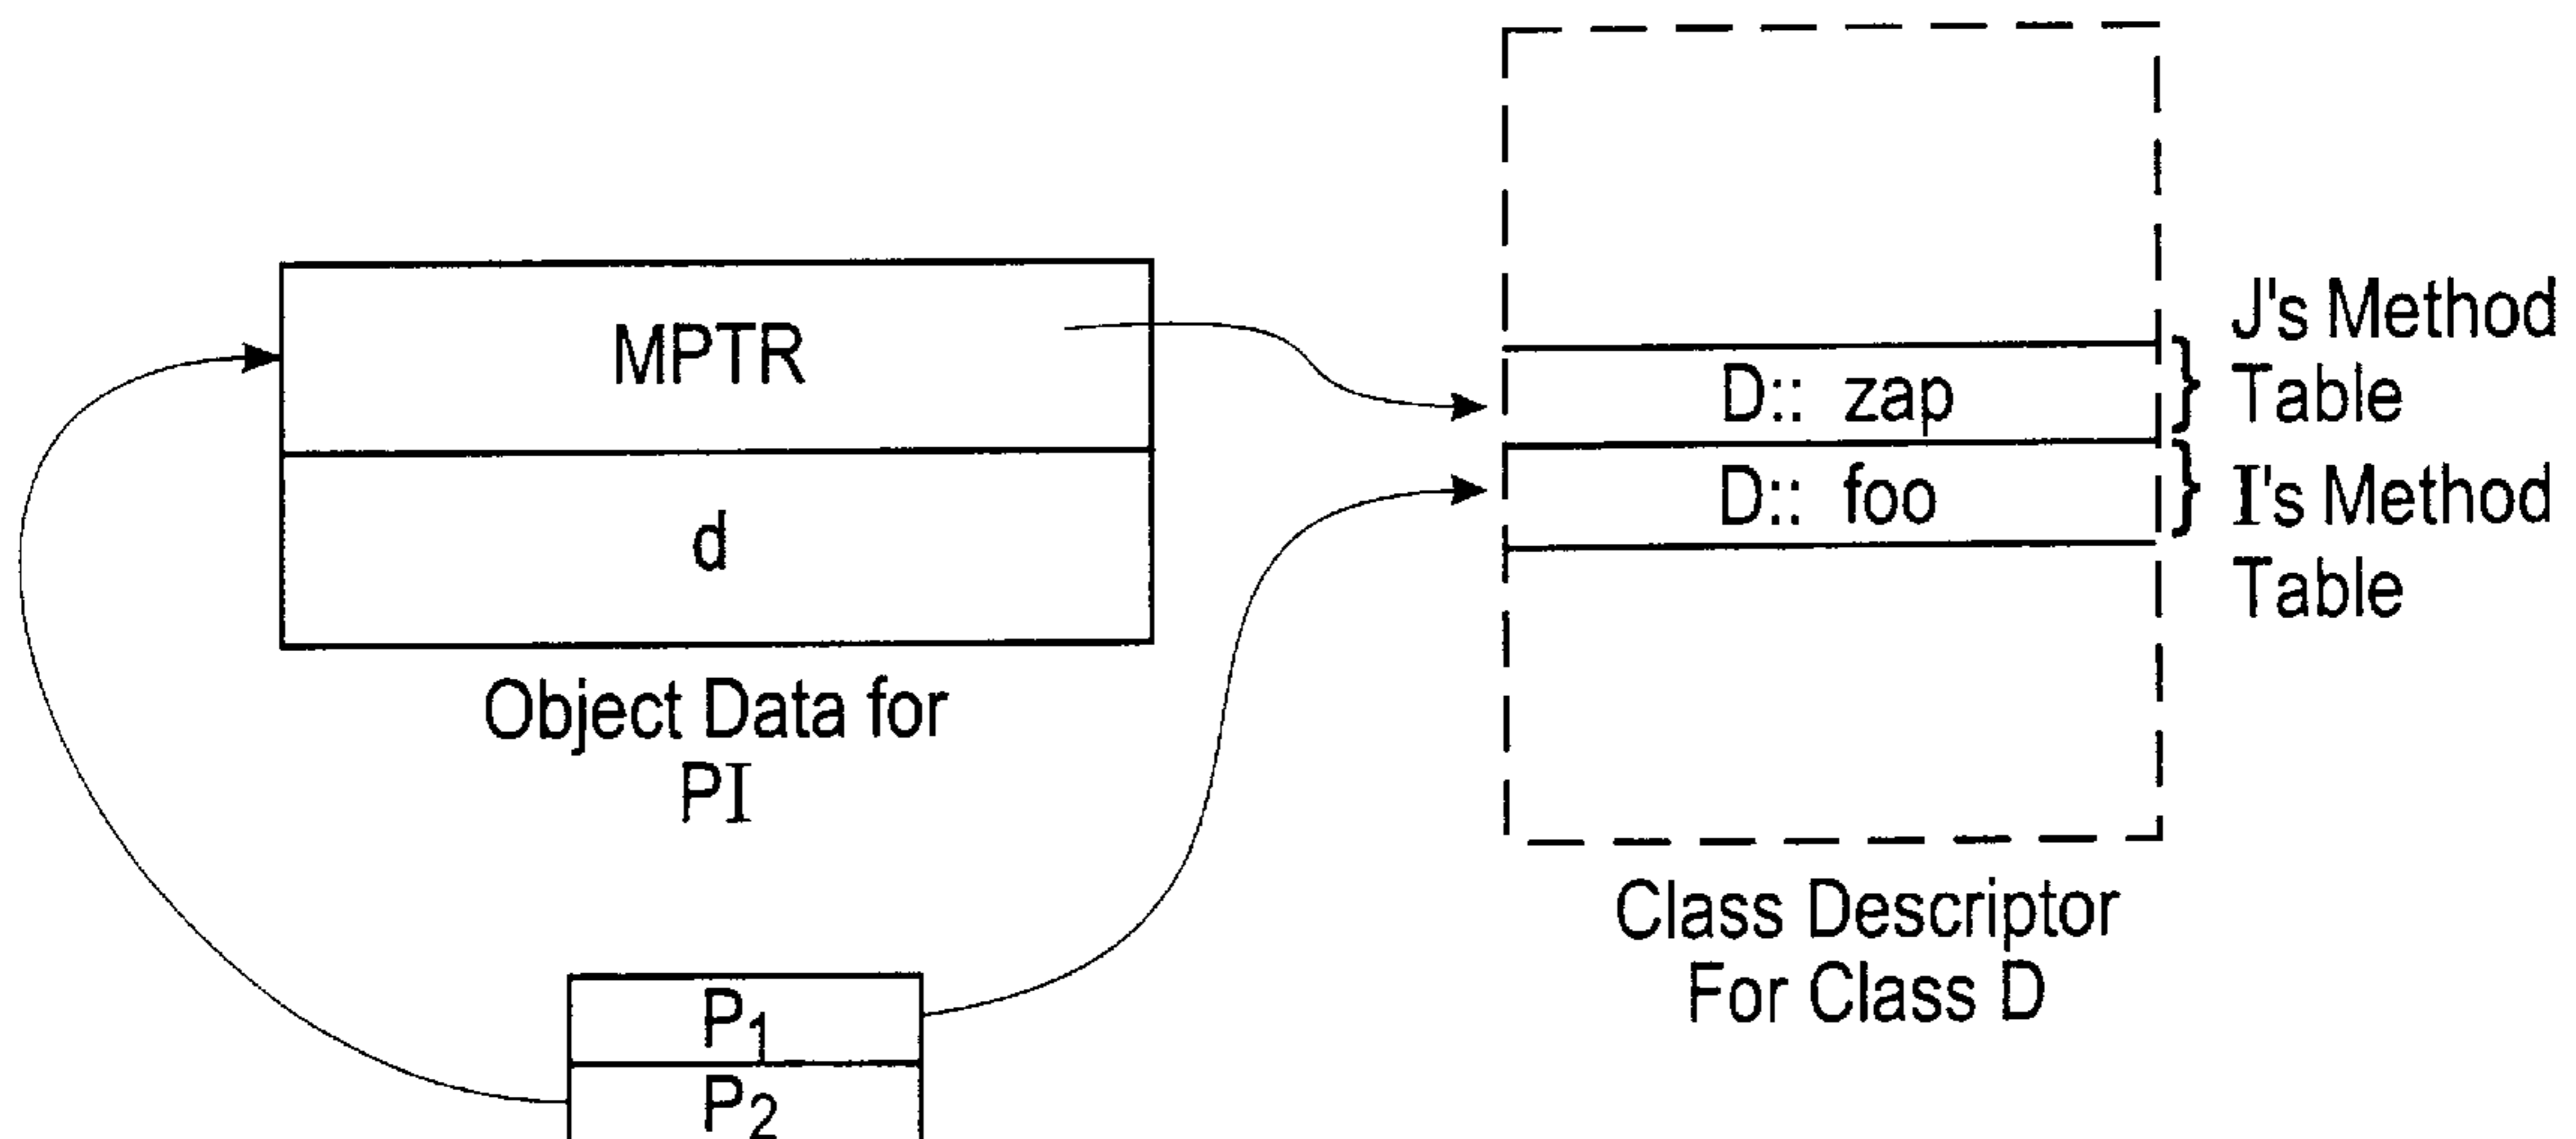 MPTR
d
Object Data for
PI
P1
P2
D:: zap
D:: foo
J's Method
Table
I's Method
Table
Class Descriptor
For Class D